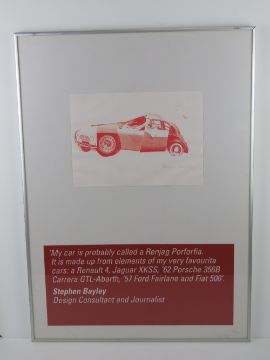 'My car is probably called a Renjag Porforfia.
It is made up from elements of my very favourite
cars: a Renault 4, Jaguar XKSS, '62 Porsche 356B
Carrera GTL-Abarth, '57 Ford Fairlane and Fiat 500'.
Stephen Bayley
Design Consultant and Journalist